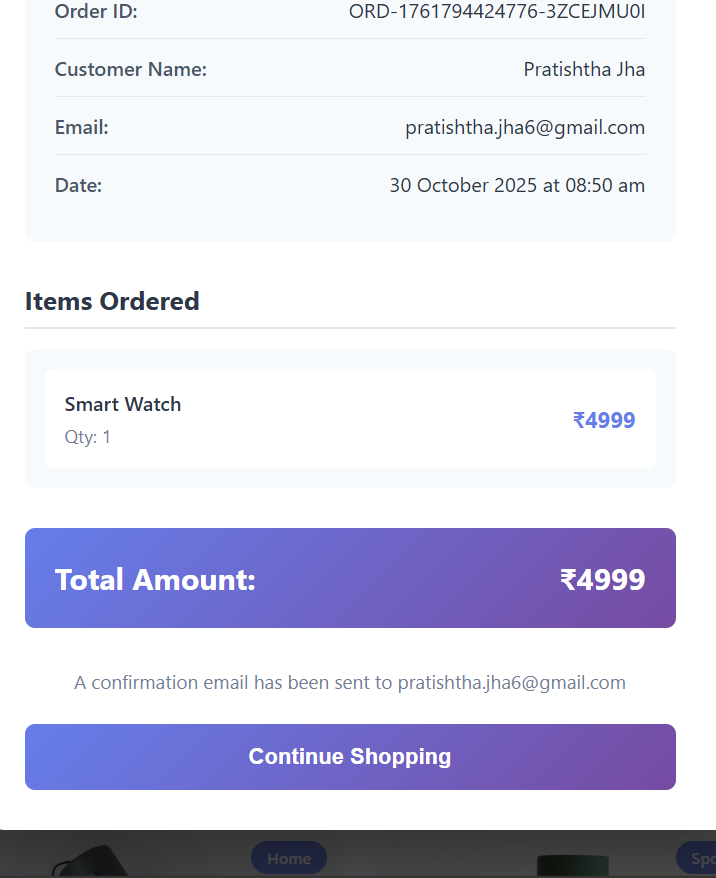 Order ID: ORD-1761794424776-3ZCEJMU0I
Customer Name: Pratishtha Jha
Email: pratishtha.jha6@gmail.com
Date: 30 October 2025 at 08:50 am
Items Ordered
Smart Watch
Qty: 1
₹4999
Total Amount: ₹4999
A confirmation email has been sent to pratishtha.jha6@gmail.com
Continue Shopping
Home